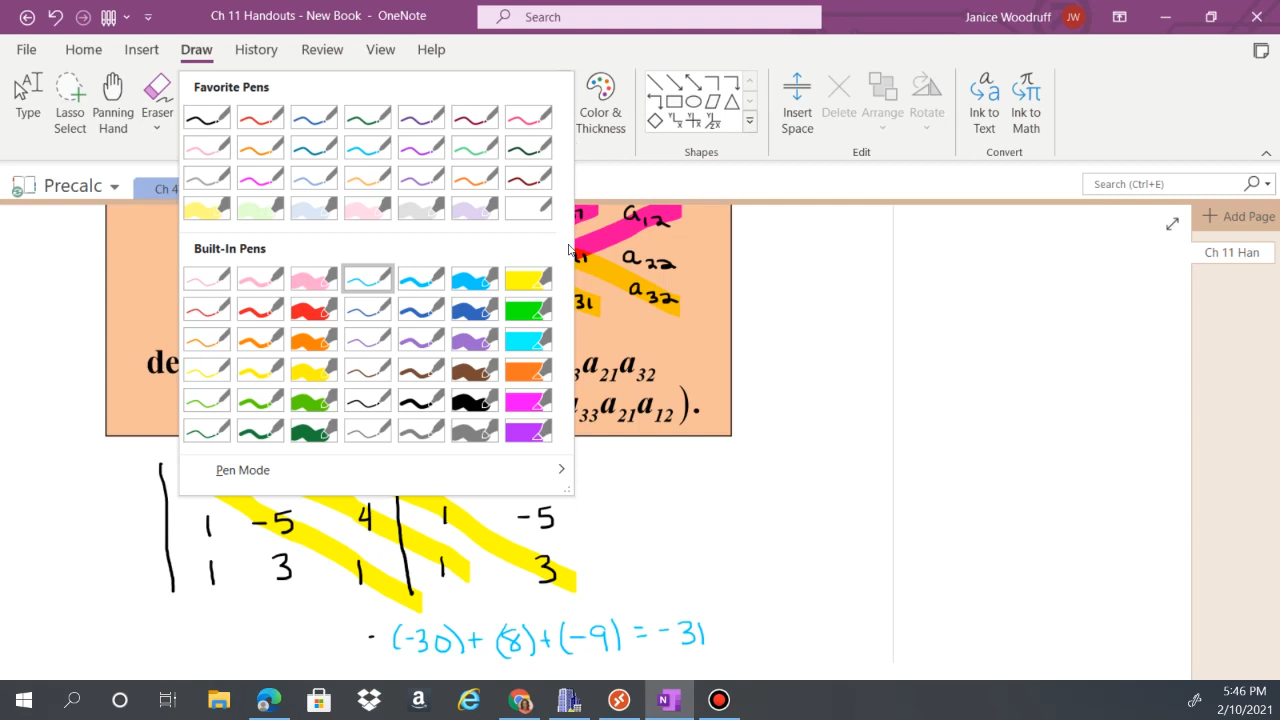 Ch 11 Handouts - New Book - OneNote
Search
Janice Woodruff
JW
File Home Insert Draw History Review View Help
Type
Lasso Select
Panning Hand
Eraser
Favorite Pens
Built-In Pens
Pen Mode
Color & Thickness
Shapes
Insert Space
Delete
Arrange
Rotate
Edit
Ink to Text
Ink to Math
Convert
Precalc
Ch 4
Search (Ctrl+E)
Add Page
Ch 11 Han
a12
a22
31 a32
de
3a21a32
a33a21a12).
1 -5 4 1 -5
1 3 1 1 3
(-30)+(8)+(-9) = -31
5:46 PM
2/10/2021